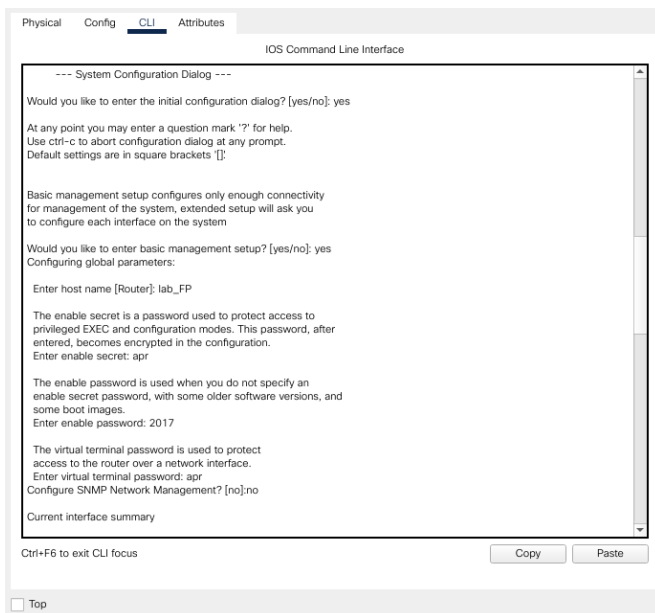 Physical Config CLI Attributes
IOS Command Line Interface
--- System Configuration Dialog ---
Would you like to enter the initial configuration dialog? [yes/no]: yes
At any point you may enter a question mark '?' for help.
Use ctrl-c to abort configuration dialog at any prompt.
Default settings are in square brackets '[]'.
Basic management setup configures only enough connectivity
for management of the system, extended setup will ask you
to configure each interface on the system
Would you like to enter basic management setup? [yes/no]: yes
Configuring global parameters:
Enter host name [Router]: lab_FP
The enable secret is a password used to protect access to
privileged EXEC and configuration modes. This password, after
entered, becomes encrypted in the configuration.
Enter enable secret: apr
The enable password is used when you do not specify an
enable secret password, with some older software versions, and
some boot images.
Enter enable password: 2017
The virtual terminal password is used to protect
access to the router over a network interface.
Enter virtual terminal password: apr
Configure SNMP Network Management? [no]:no
Current interface summary
Ctrl+F6 to exit CLI focus
Copy Paste
Top